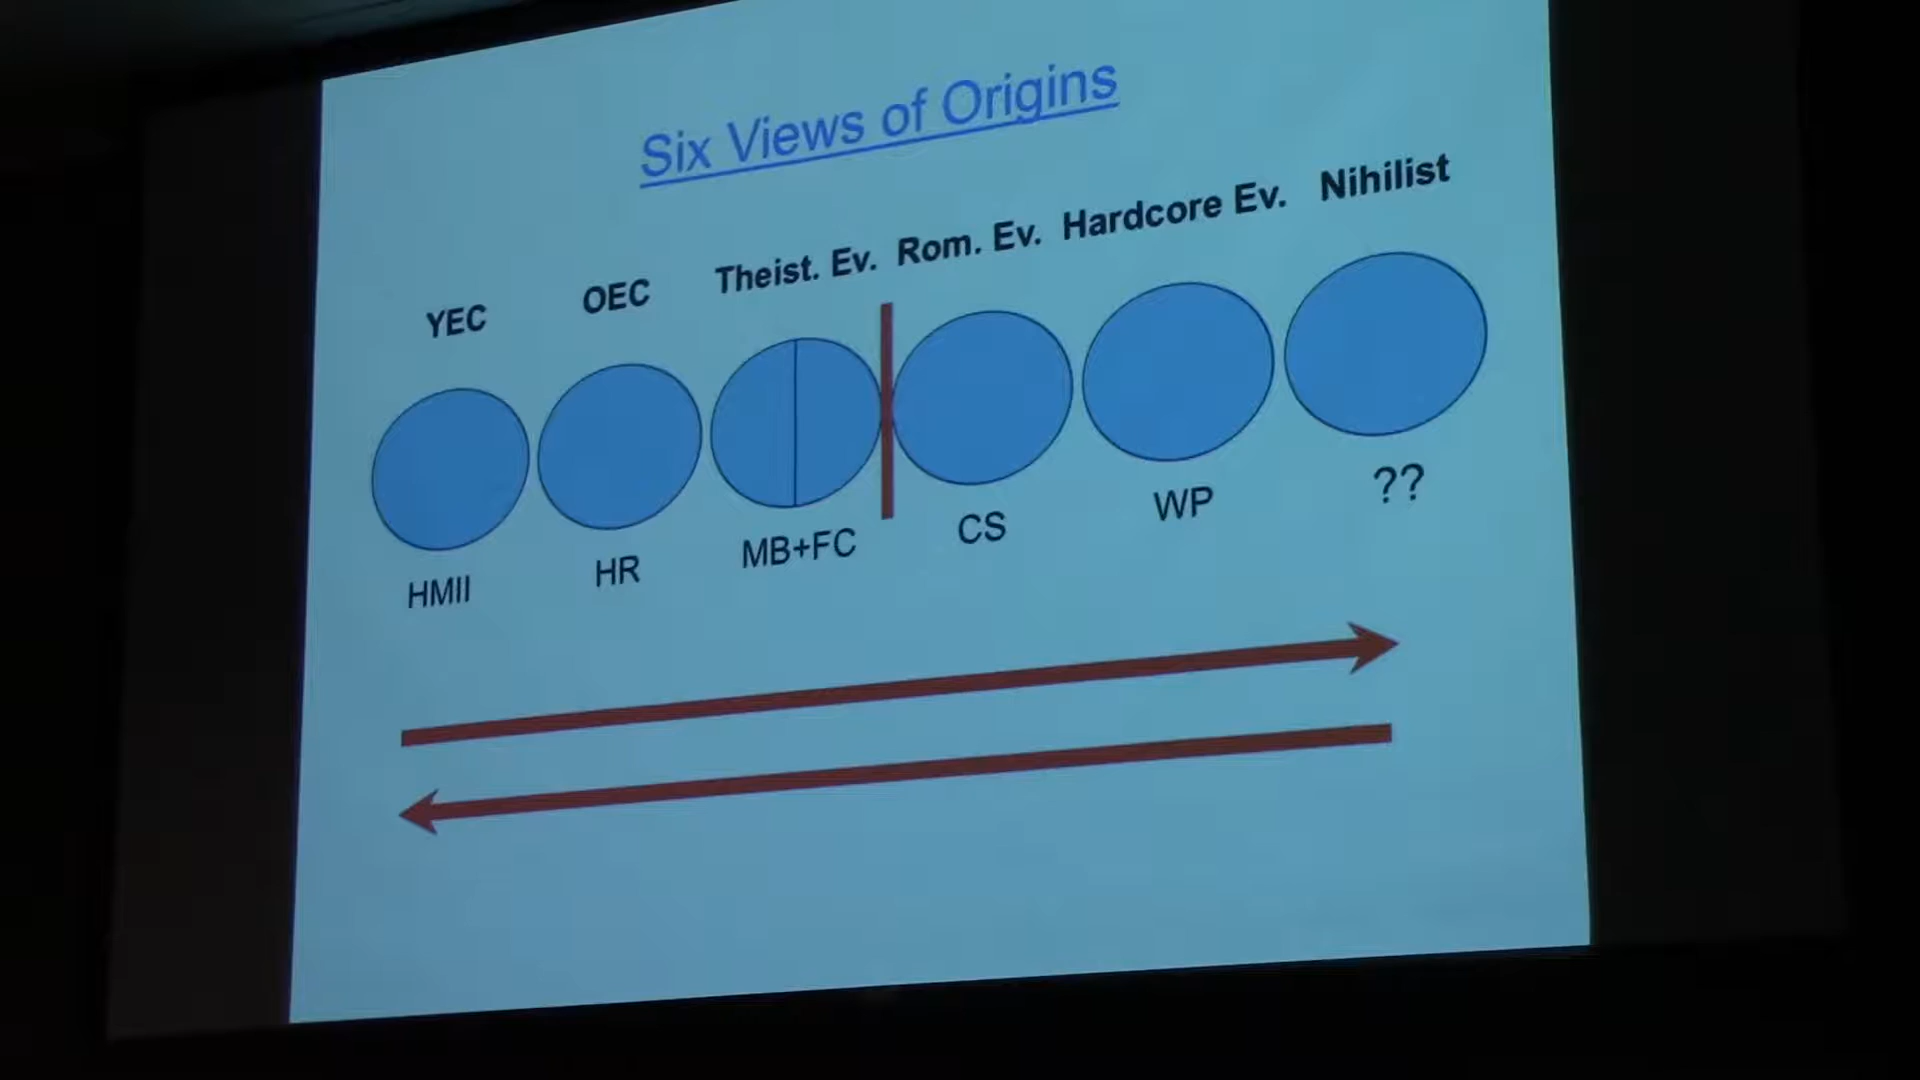 Six Views of Origins
YEC OEC Theist. Ev. Rom. Ev. Hardcore Ev. Nihilist
HMII HR MB+FC CS WP ??